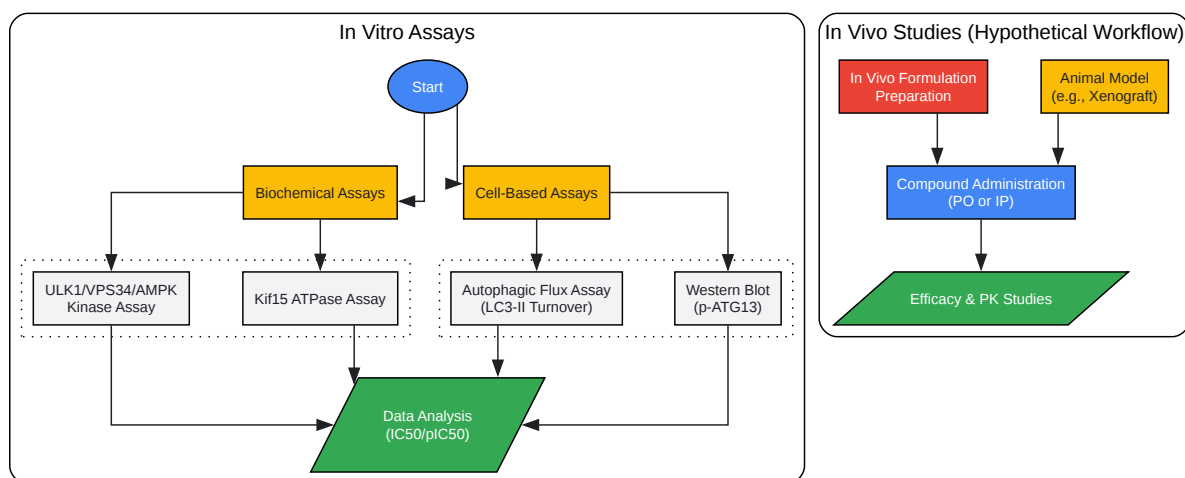 In Vitro Assays
Start
Biochemical Assays
Cell-Based Assays
ULK1/VPS34/AMPK
Kinase Assay
Kif15 ATPase Assay
Autophagic Flux Assay
(LC3-II Turnover)
Western Blot
(p-ATG13)
Data Analysis
(IC50/pIC50)
In Vivo Studies (Hypothetical Workflow)
In Vivo Formulation
Preparation
Animal Model
(e.g., Xenograft)
Compound Administration
(PO or IP)
Efficacy & PK Studies